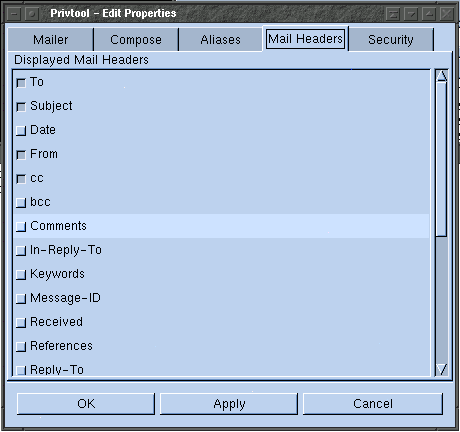 Privtool - Edit Properties
Mailer Compose Aliases Mail Headers Security
Displayed Mail Headers
To
Subject
Date
From
cc
bcc
Comments
In-Reply-To
Keywords
Message-ID
Received
References
Reply-To
OK Apply Cancel